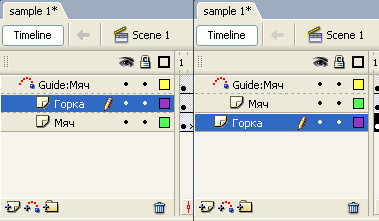 sample 1*
Timeline
Scene 1
1
Guide:Мяч
Горка
Мяч
sample 1*
Timeline
Scene 1
1
Guide:Мяч
Мяч
Горка